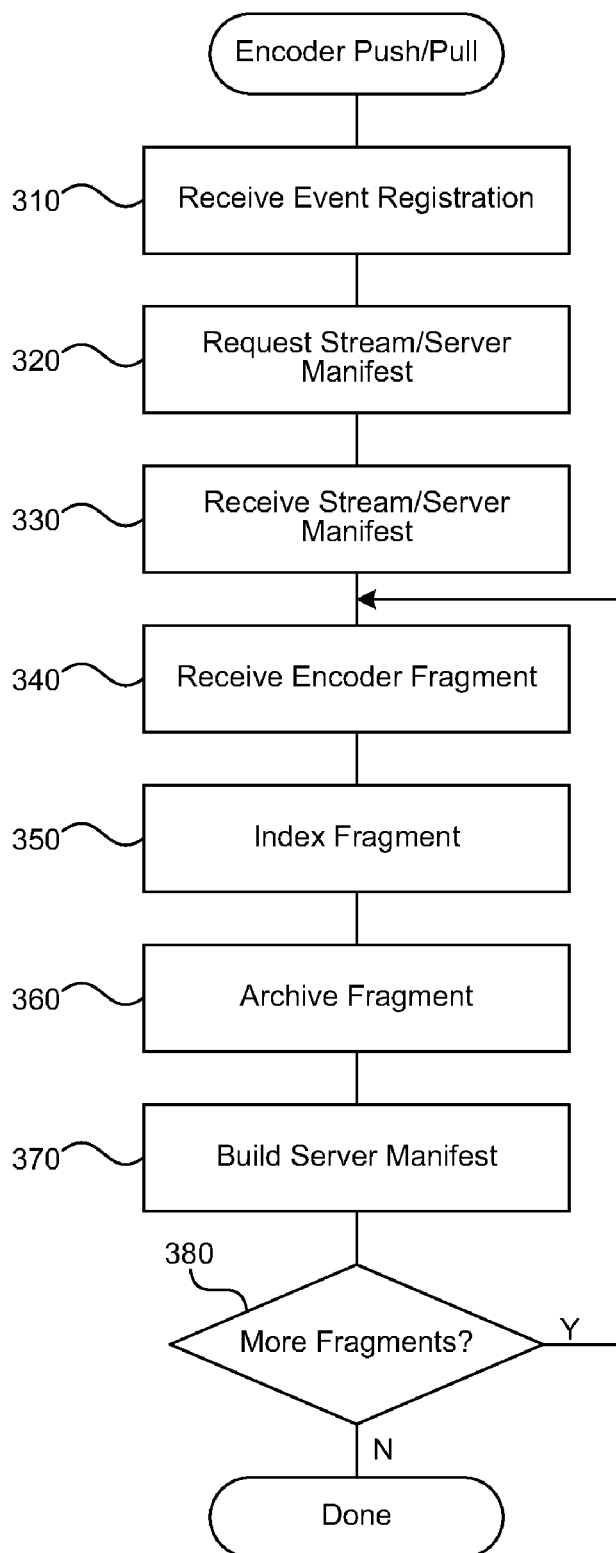 Encoder Push/Pull
310
Receive Event Registration
320
Request Stream/Server
Manifest
330
Receive Stream/Server
Manifest
340
Receive Encoder Fragment
350
Index Fragment
360
Archive Fragment
370
Build Server Manifest
380
More Fragments?
Y
N
Done